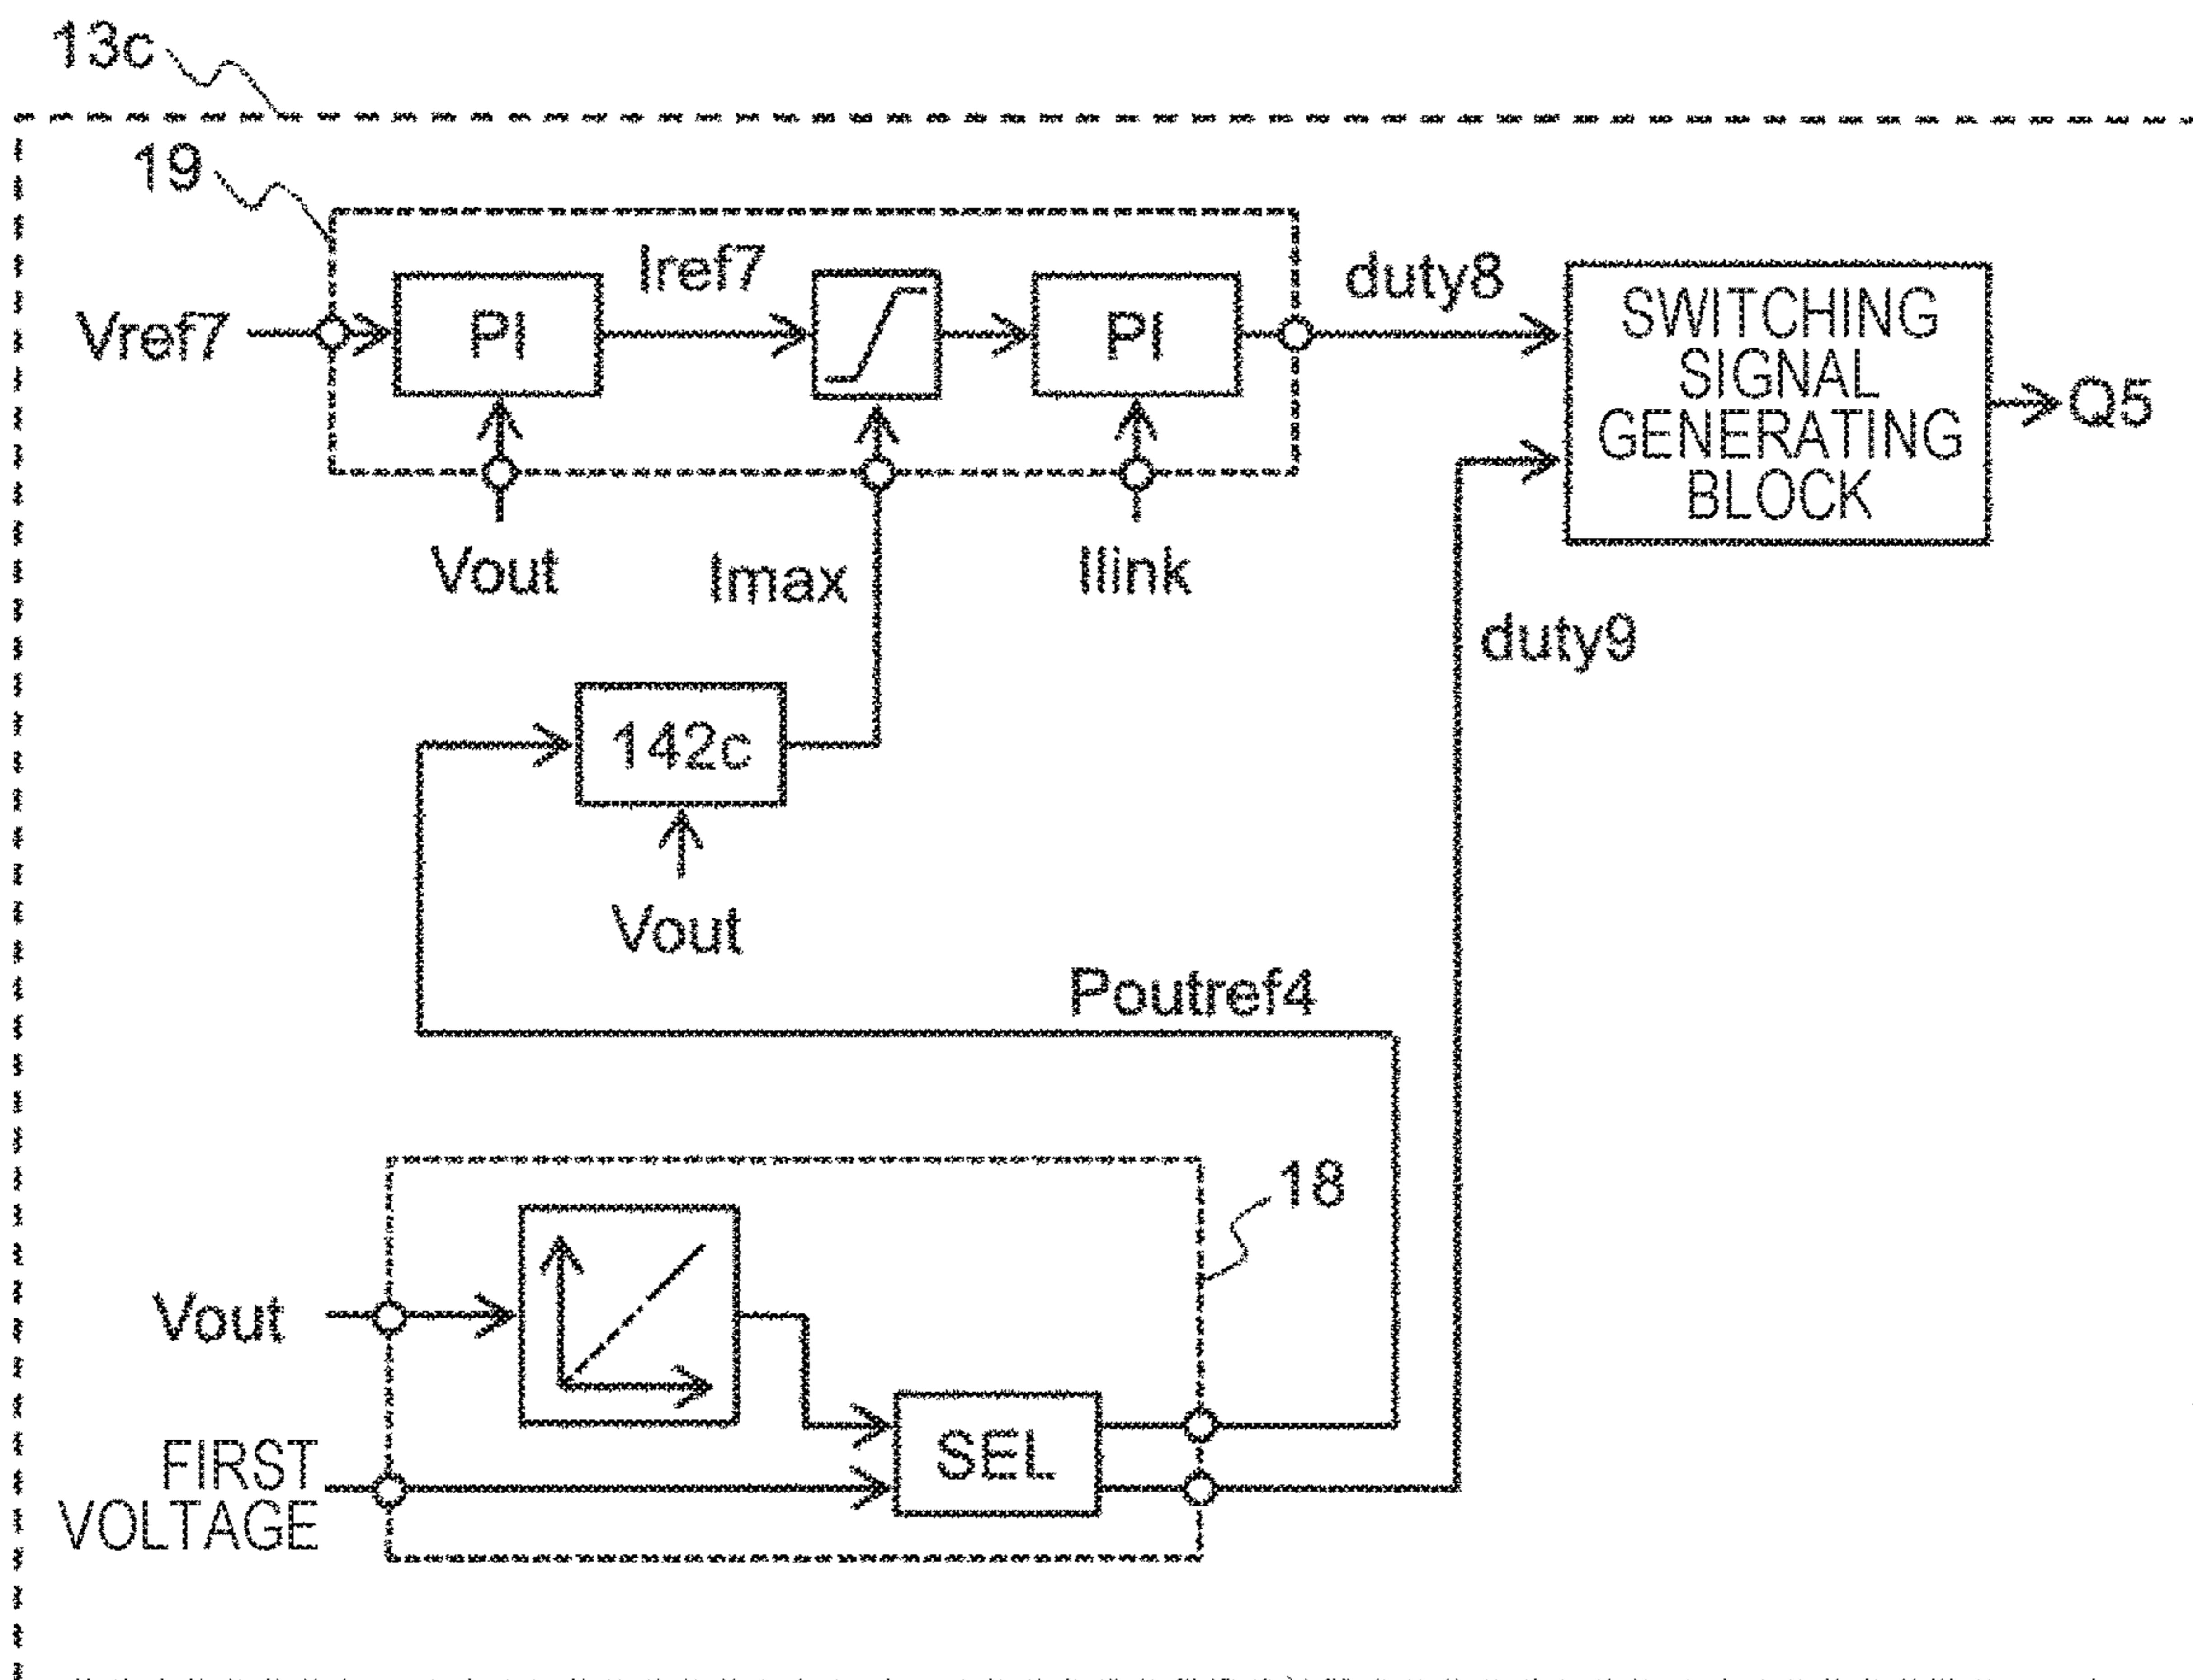 13c
19
Iref7
duty8
Vref7
PI
PI
SWITCHING
SIGNAL
GENERATING
BLOCK
Q5
Vout
Imax
Ilink
duty9
142c
Vout
Poutref4
18
Vout
SEL
FIRST
VOLTAGE